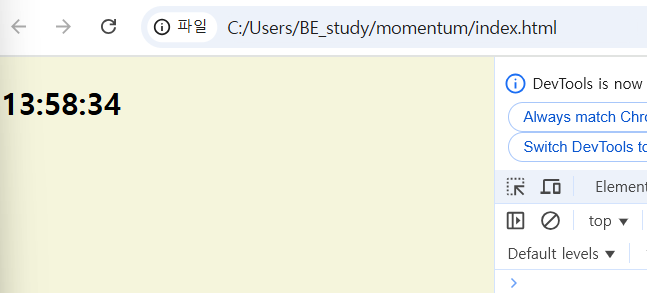 파일 C:/Users/BE_study/momentum/index.html
13:58:34
DevTools is now
Always match Chr
Switch DevTools to
Element
top
Default levels